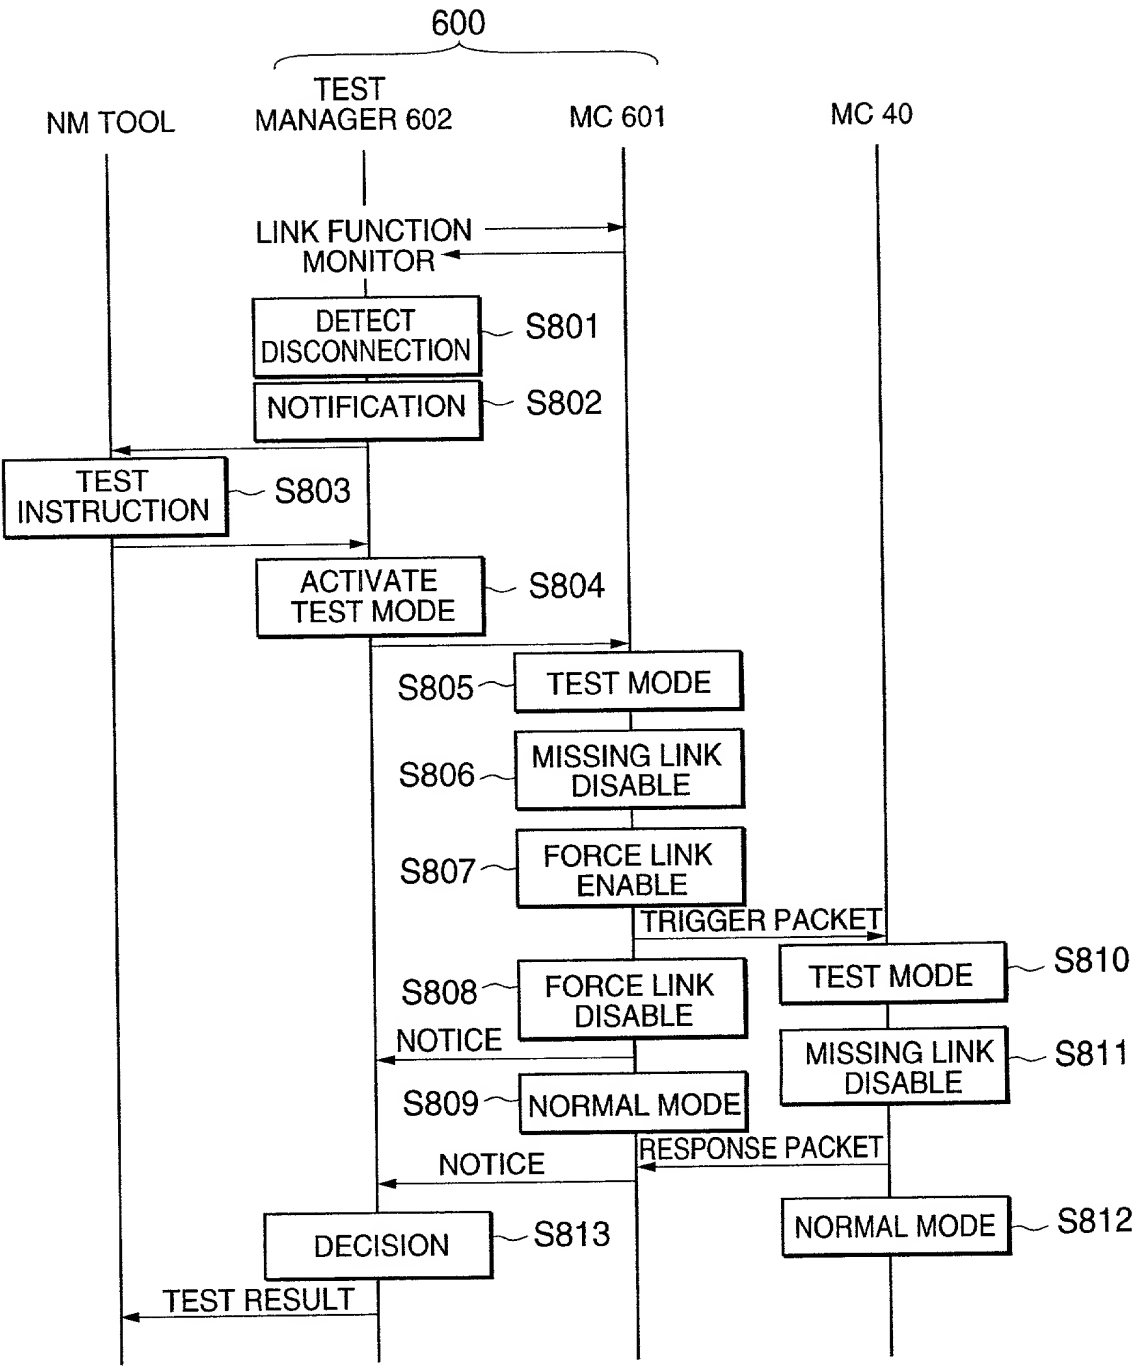 600
NM TOOL
TEST
MANAGER 602
MC 601
MC 40
LINK FUNCTION
MONITOR
DETECT
DISCONNECTION
S801
NOTIFICATION
S802
TEST
INSTRUCTION
S803
ACTIVATE
TEST MODE
S804
S805
TEST MODE
S806
MISSING LINK
DISABLE
S807
FORCE LINK
ENABLE
TRIGGER PACKET
TEST MODE
S810
S808
FORCE LINK
DISABLE
NOTICE
MISSING LINK
DISABLE
S811
S809
NORMAL MODE
RESPONSE PACKET
NOTICE
NORMAL MODE
S812
DECISION
S813
TEST RESULT